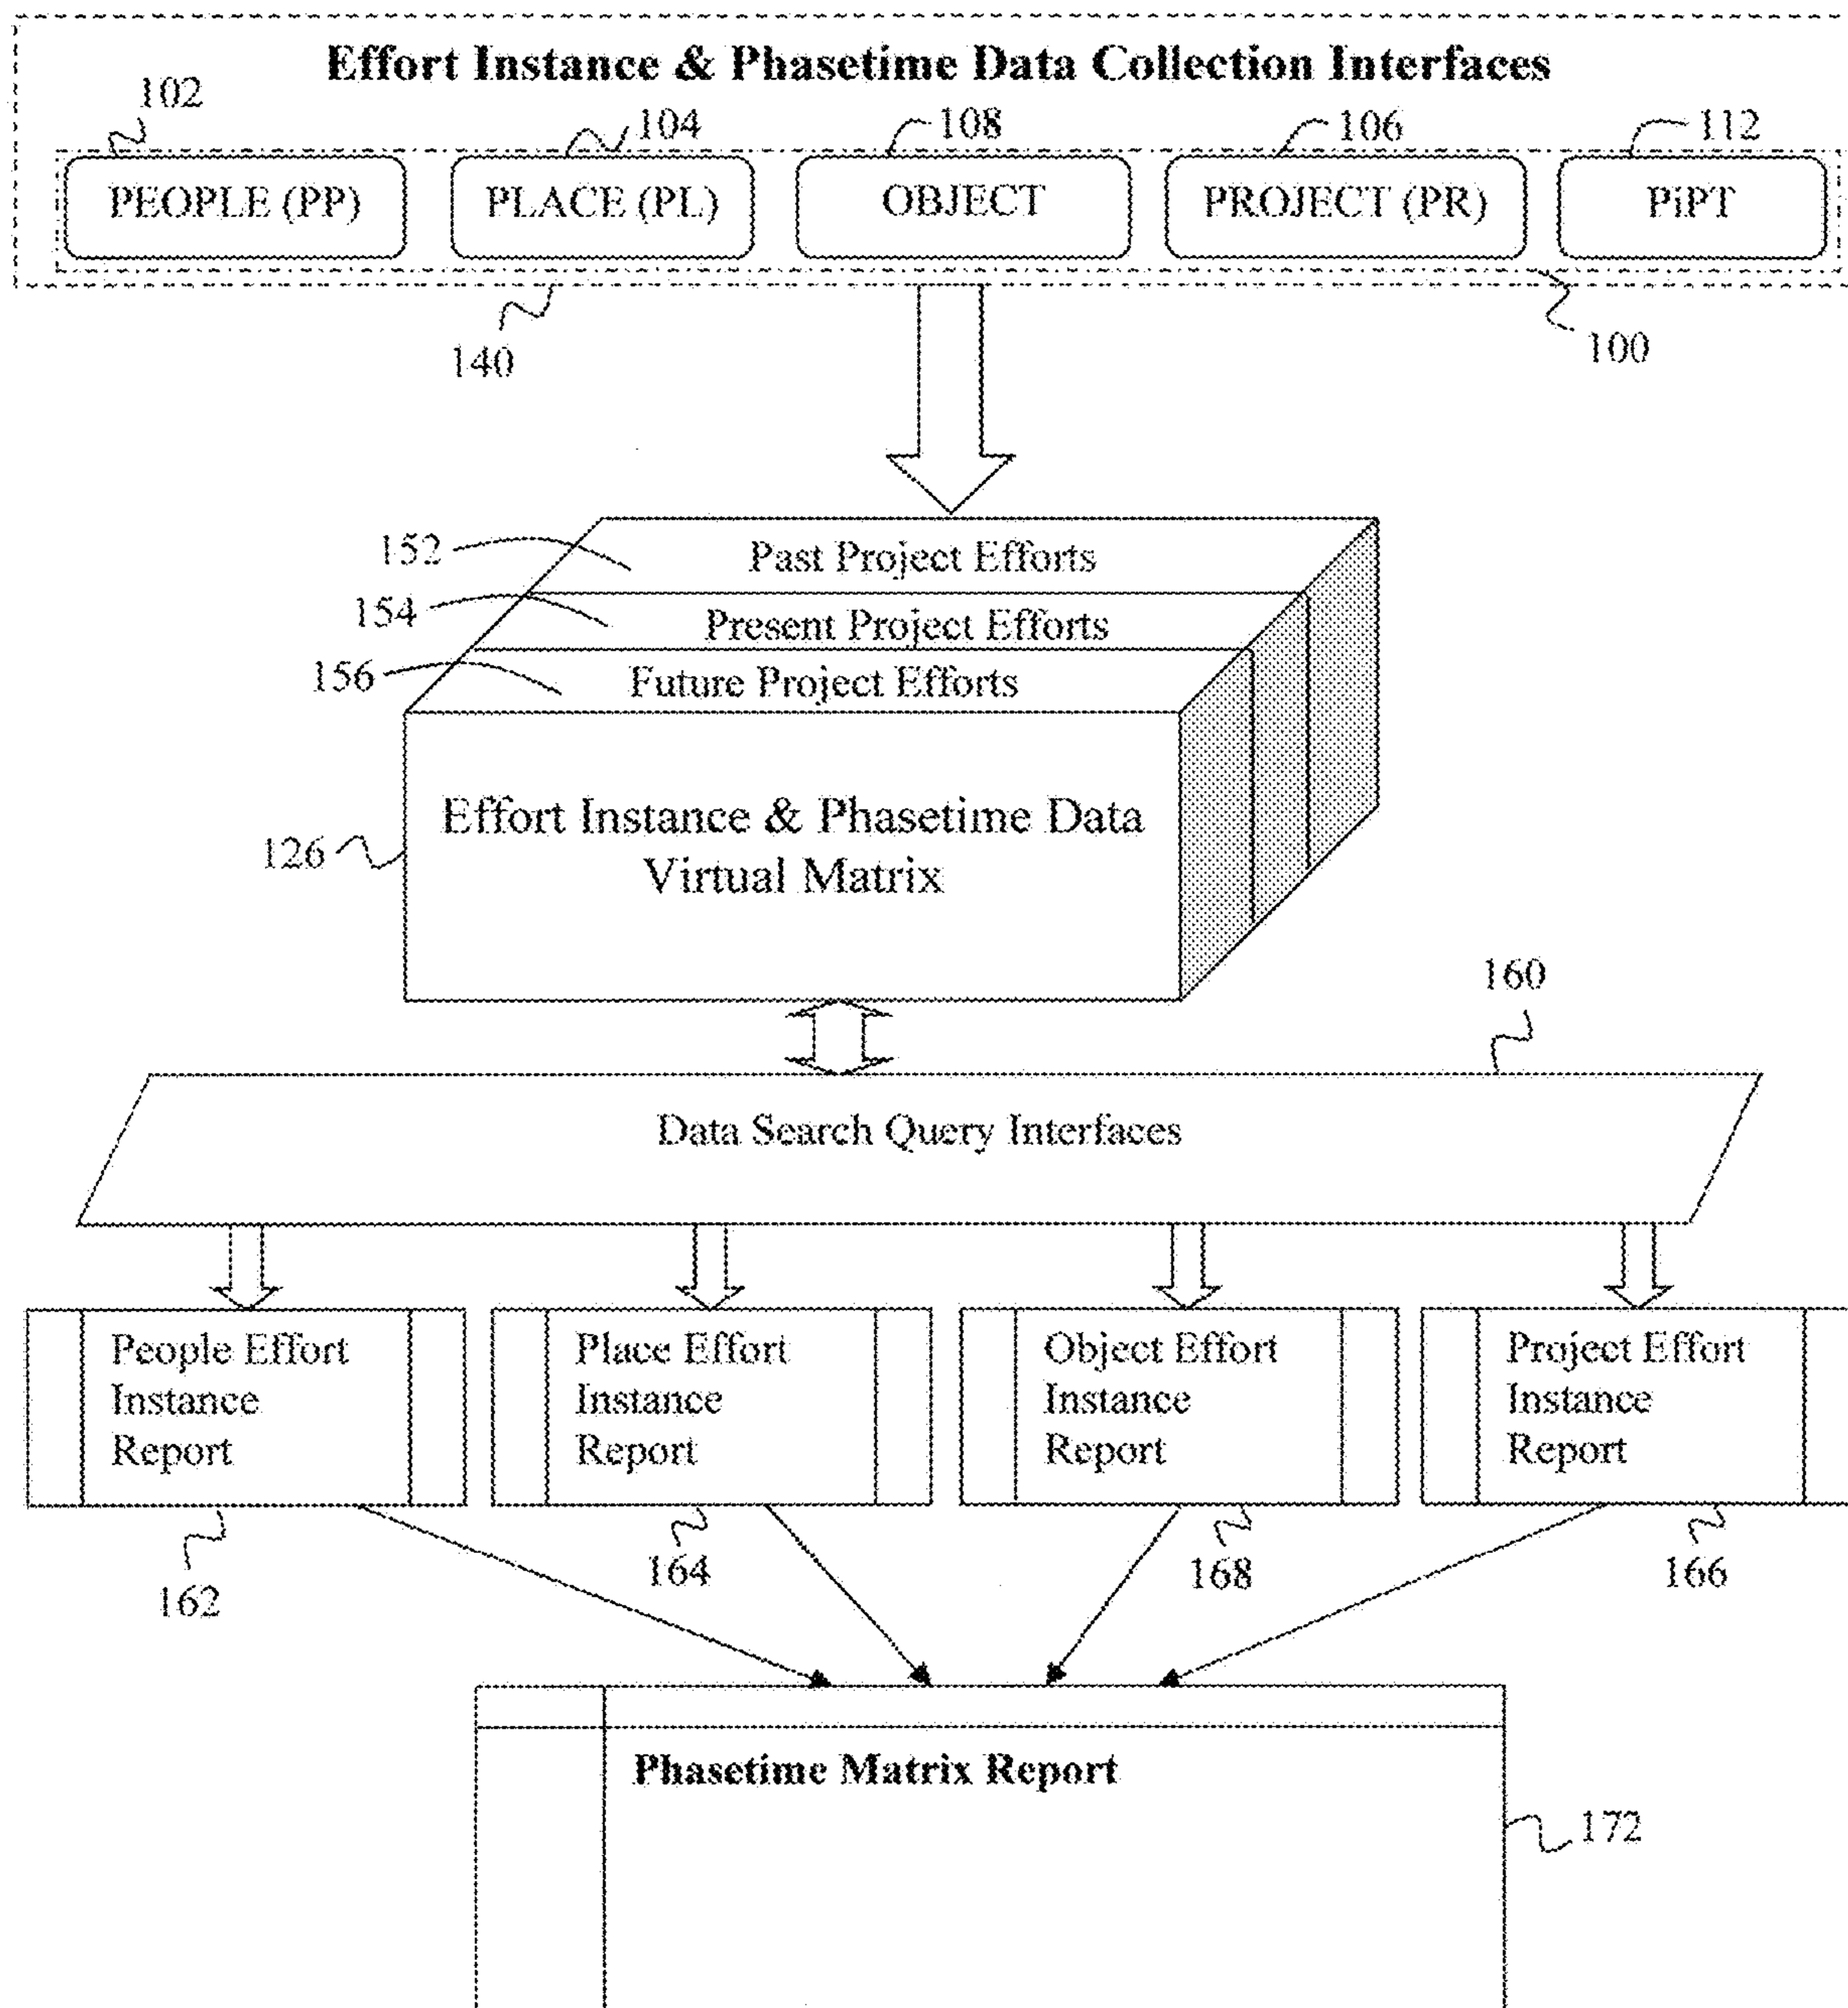 Effort Instance & Phasetime Data Collection Interfaces
102
104
108
106
112
PEOPLE (PP)
PLACE (PL)
OBJECT
PROJECT (PR)
PiPT
140
100
152
Past Project Efforts
154
Present Project Efforts
156
Future Project Efforts
126
Effort Instance & Phasetime Data
Virtual Matrix
160
Data Search Query Interfaces
People Effort
Instance
Report
Place Effort
Instance
Report
Object Effort
Instance
Report
Project Effort
Instance
Report
162
164
168
166
Phasetime Matrix Report
172